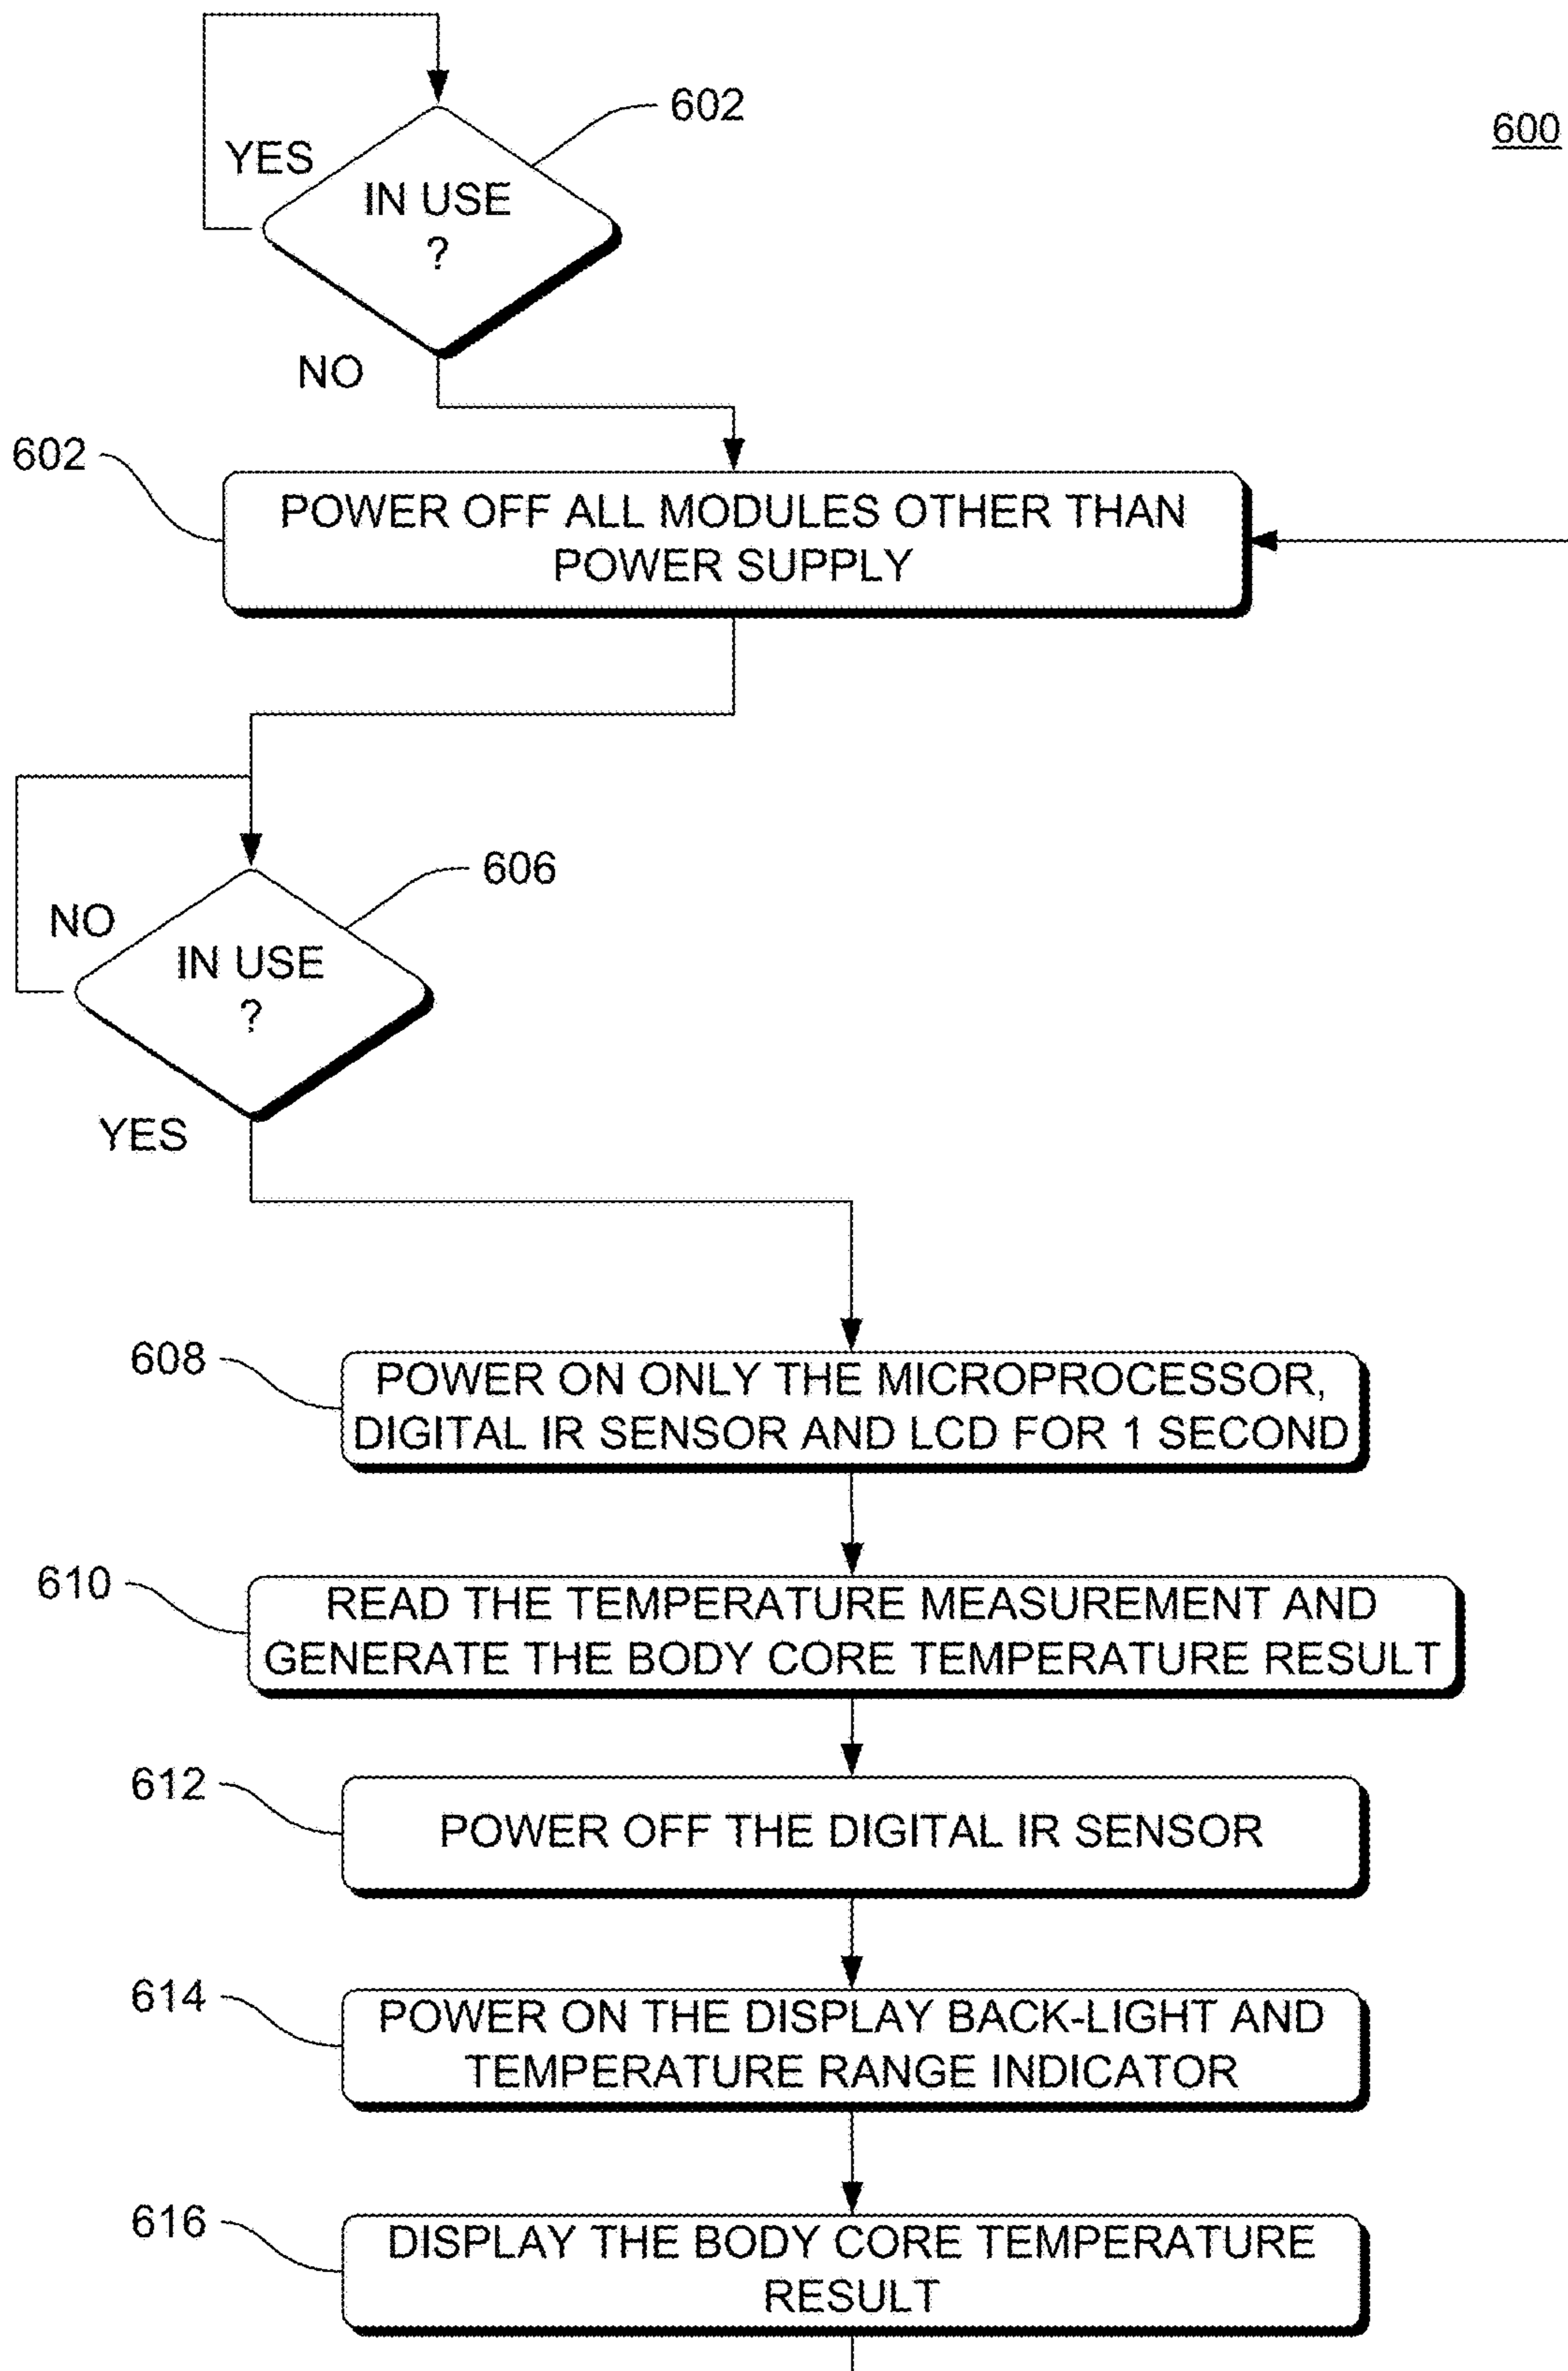 600
602
YES
IN USE
?
NO
602
POWER OFF ALL MODULES OTHER THAN
POWER SUPPLY
606
NO
IN USE
?
YES
608
POWER ON ONLY THE MICROPROCESSOR,
DIGITAL IR SENSOR AND LCD FOR 1 SECOND
610
READ THE TEMPERATURE MEASUREMENT AND
GENERATE THE BODY CORE TEMPERATURE RESULT
612
POWER OFF THE DIGITAL IR SENSOR
614
POWER ON THE DISPLAY BACK-LIGHT AND
TEMPERATURE RANGE INDICATOR
616
DISPLAY THE BODY CORE TEMPERATURE
RESULT